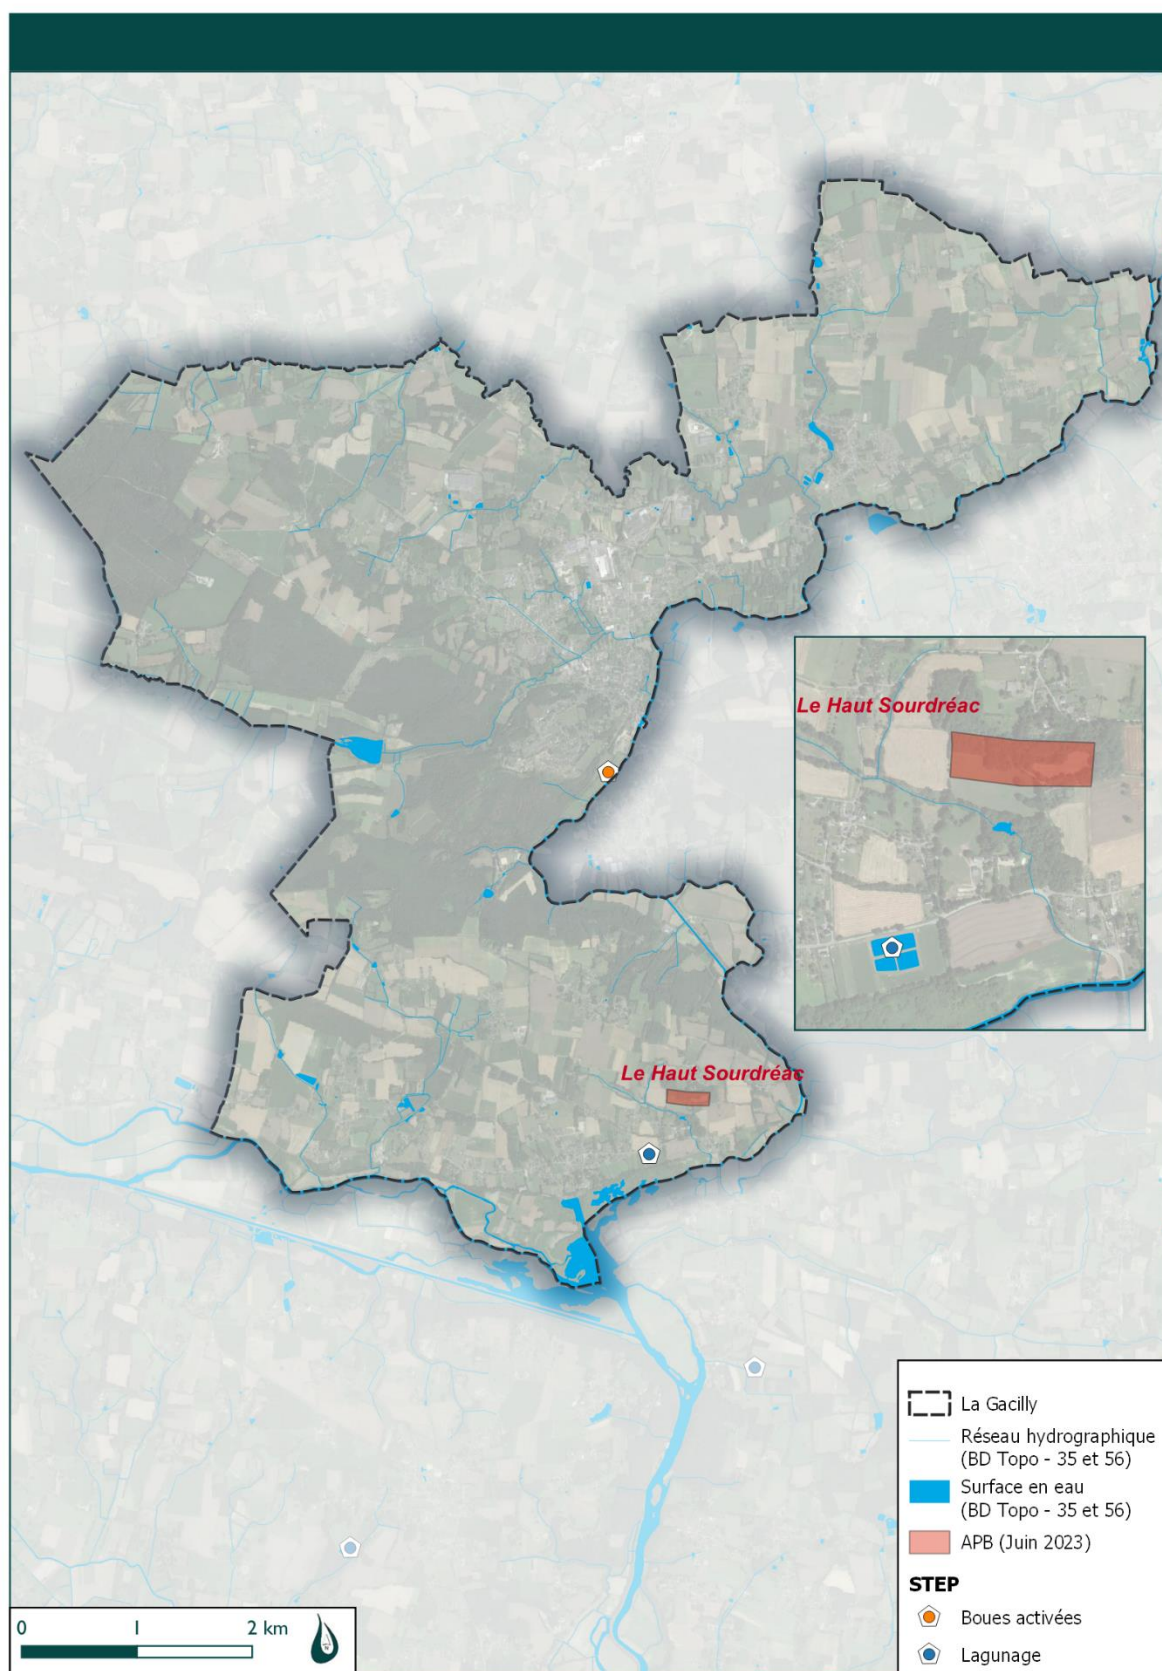 Le Haut Sourdréac
Le Haut Sourdréac
La Gacilly
Réseau hydrographique
(BD Topo - 35 et 56)
Surface en eau
(BD Topo - 35 et 56)
APB (Juin 2023)
STEP
Boues activées
Lagunage
0 1 2 km